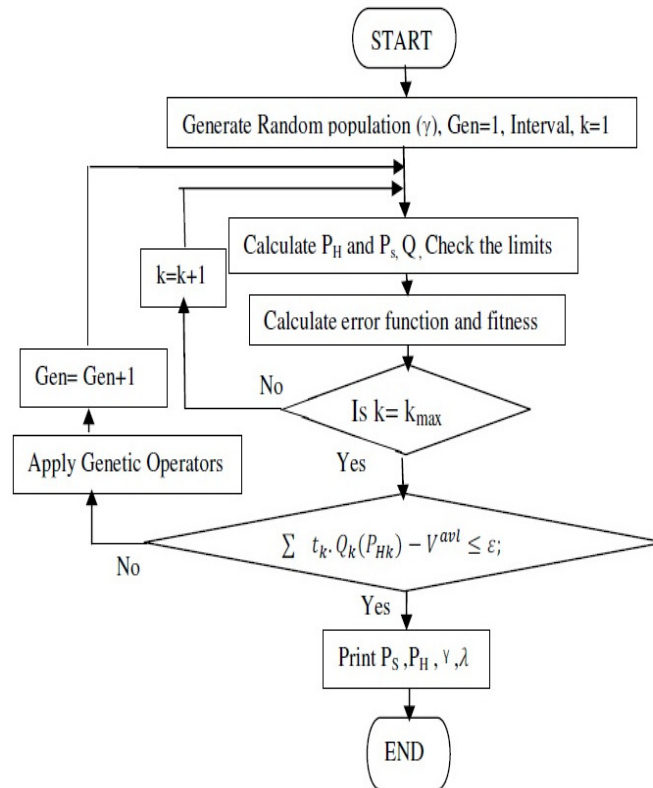 START
Generate Random population (γ), Gen=1, Interval, k=1
Calculate P_H and P_s, Q, Check the limits
k=k+1
Calculate error function and fitness
Gen= Gen+1
No
Is k= k_max
Apply Genetic Operators
Yes
∑ t_k.Q_k(P_Hk) − V^avl ≤ ε;
No
Yes
Print P_S ,P_H , γ ,λ
END